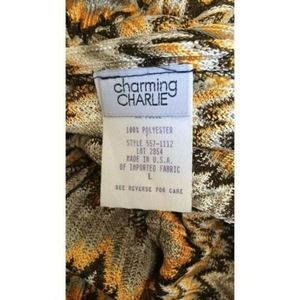 charming
CHARLIE
100% POLYESTER
STYLE 557-1112
LOT 2854
MADE IN U.S.A.
OF IMPORTED FABRIC
L
SEE REVERSE FOR CARE